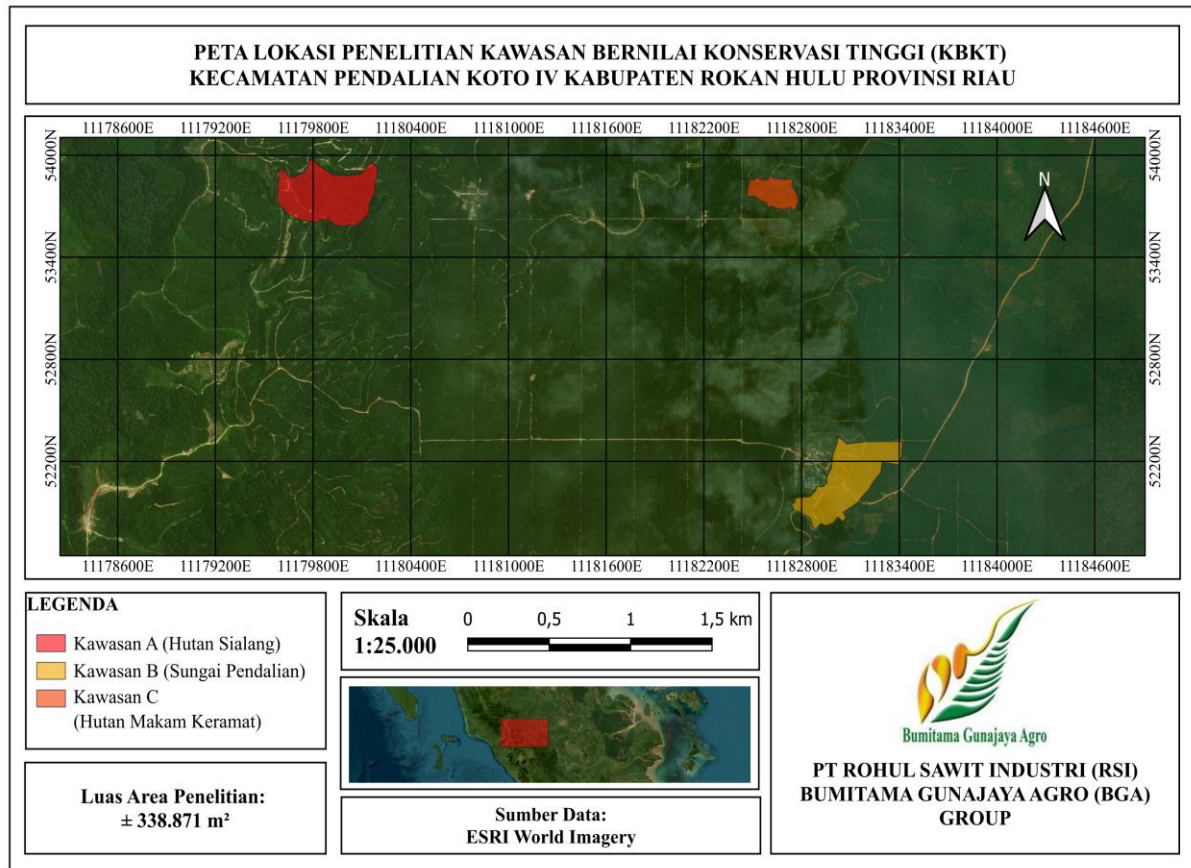 PETA LOKASI PENELITIAN KAWASAN BERNILAI KONSERVASI TINGGI (KBKT)
KECAMATAN PENDALIAN KOTO IV KABUPATEN ROKAN HULU PROVINSI RIAU
11178600E 11179200E 11179800E 11180400E 11181000E 11181600E 11182200E 11182800E 11183400E 11184000E 11184600E
54000N 54000N
N
53400N 53400N
52800N 52800N
52200N 52200N
11178600E 11179200E 11179800E 11180400E 11181000E 11181600E 11182200E 11182800E 11183400E 11184000E 11184600E
LEGENDA
Kawasan A (Hutan Sialang)
Kawasan B (Sungai Pendalian)
Kawasan C
(Hutan Makam Keramat)
Luas Area Penelitian:
± 338.871 m²
Skala
1:25.000
0 0,5 1 1,5 km
Sumber Data:
ESRI World Imagery
Bumitama Gunajaya Agro
PT ROHUL SAWIT INDUSTRI (RSI)
BUMITAMA GUNAJAYA AGRO (BGA)
GROUP